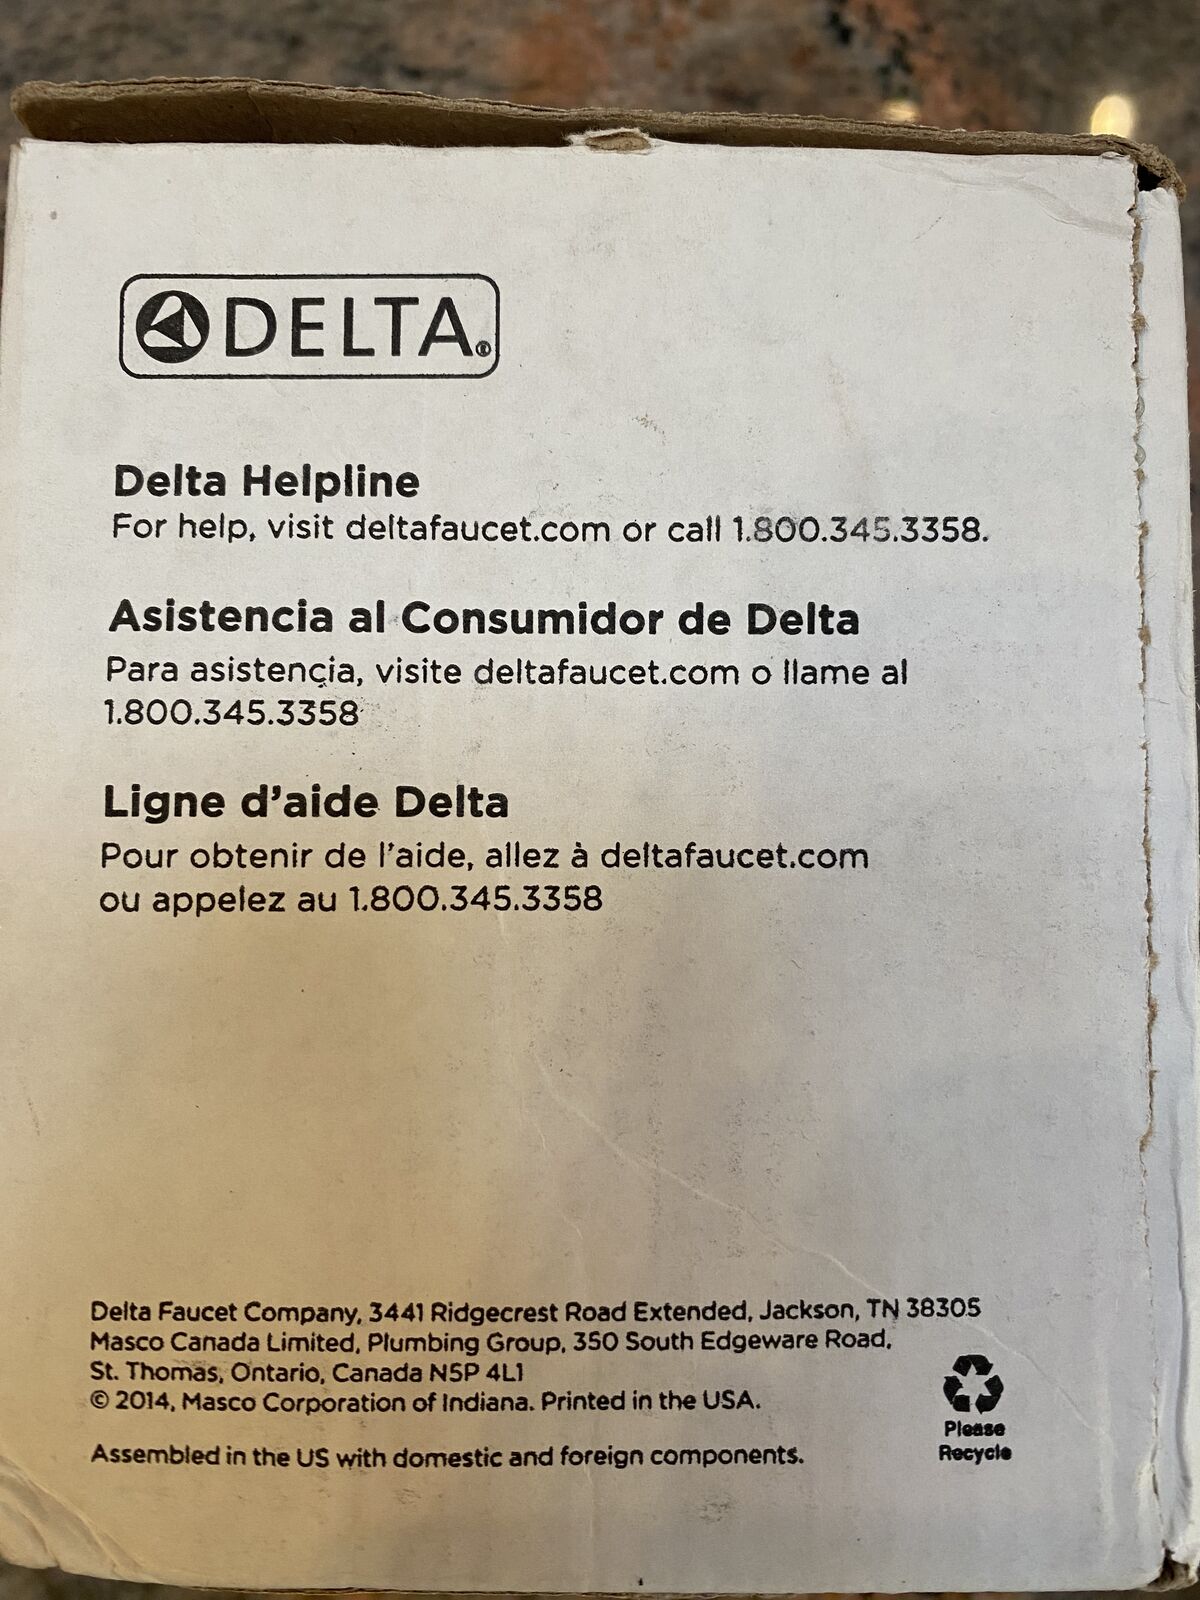 DELTA®
Delta Helpline
For help, visit deltafaucet.com or call 1.800.345.3358.
Asistencia al Consumidor de Delta
Para asistencia, visite deltafaucet.com o llame al
1.800.345.3358
Ligne d'aide Delta
Pour obtenir de l'aide, allez à deltafaucet.com
ou appelez au 1.800.345.3358
Delta Faucet Company, 3441 Ridgecrest Road Extended, Jackson, TN 38305
Masco Canada Limited, Plumbing Group, 350 South Edgeware Road,
St. Thomas, Ontario, Canada N5P 4L1
© 2014, Masco Corporation of Indiana. Printed in the USA.
Assembled in the US with domestic and foreign components.
Please
Recycle